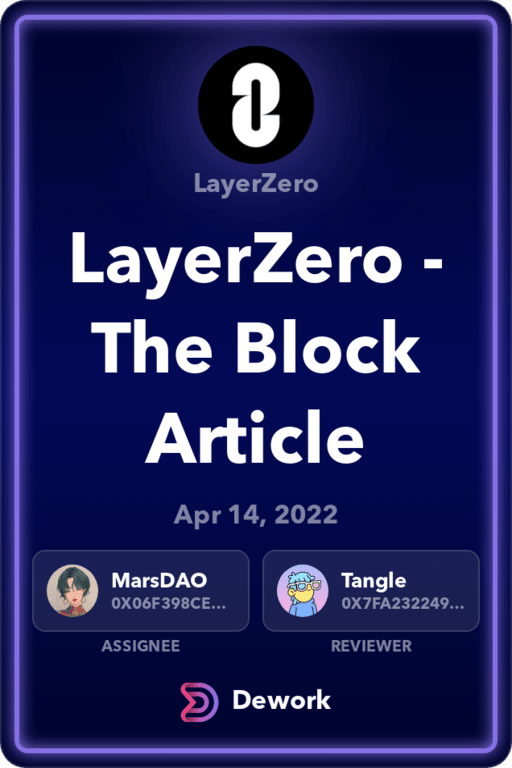 LayerZero
LayerZero -
The Block
Article
Apr 14, 2022
MarsDAO
0X06F398CE...
ASSIGNEE
Tangle
0X7FA232249...
REVIEWER
Dework